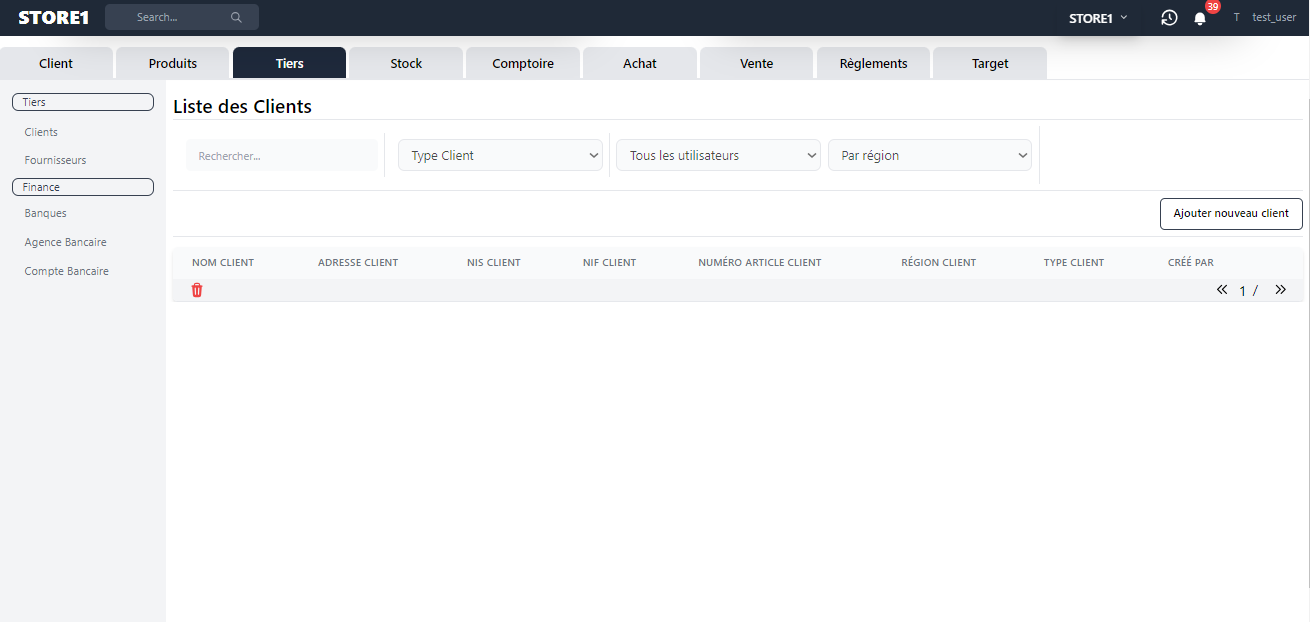 STORE1 Search... STORE1 39 T test_user
Client Produits Tiers Stock Comptoire Achat Vente Règlements Target
Tiers
Clients
Fournisseurs
Finance
Banques
Agence Bancaire
Compte Bancaire
Liste des Clients
Rechercher... Type Client Tous les utilisateurs Par région
Ajouter nouveau client
NOM CLIENT ADRESSE CLIENT NIS CLIENT NIF CLIENT NUMÉRO ARTICLE CLIENT RÉGION CLIENT TYPE CLIENT CRÉÉ PAR
« 1 / »